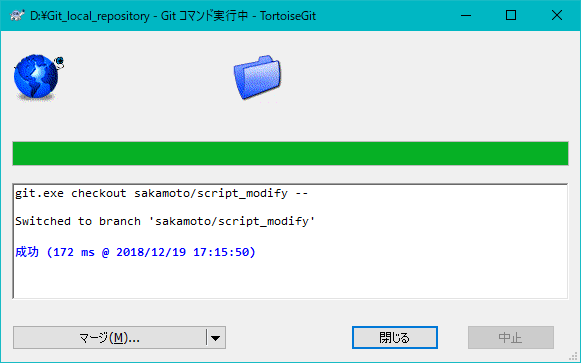 D:¥Git_local_repository - Git コマンド実行中 - TortoiseGit
git.exe checkout sakamoto/script_modify --
Switched to branch 'sakamoto/script_modify'
成功 (172 ms @ 2018/12/19 17:15:50)
マージ(M)...
閉じる
中止